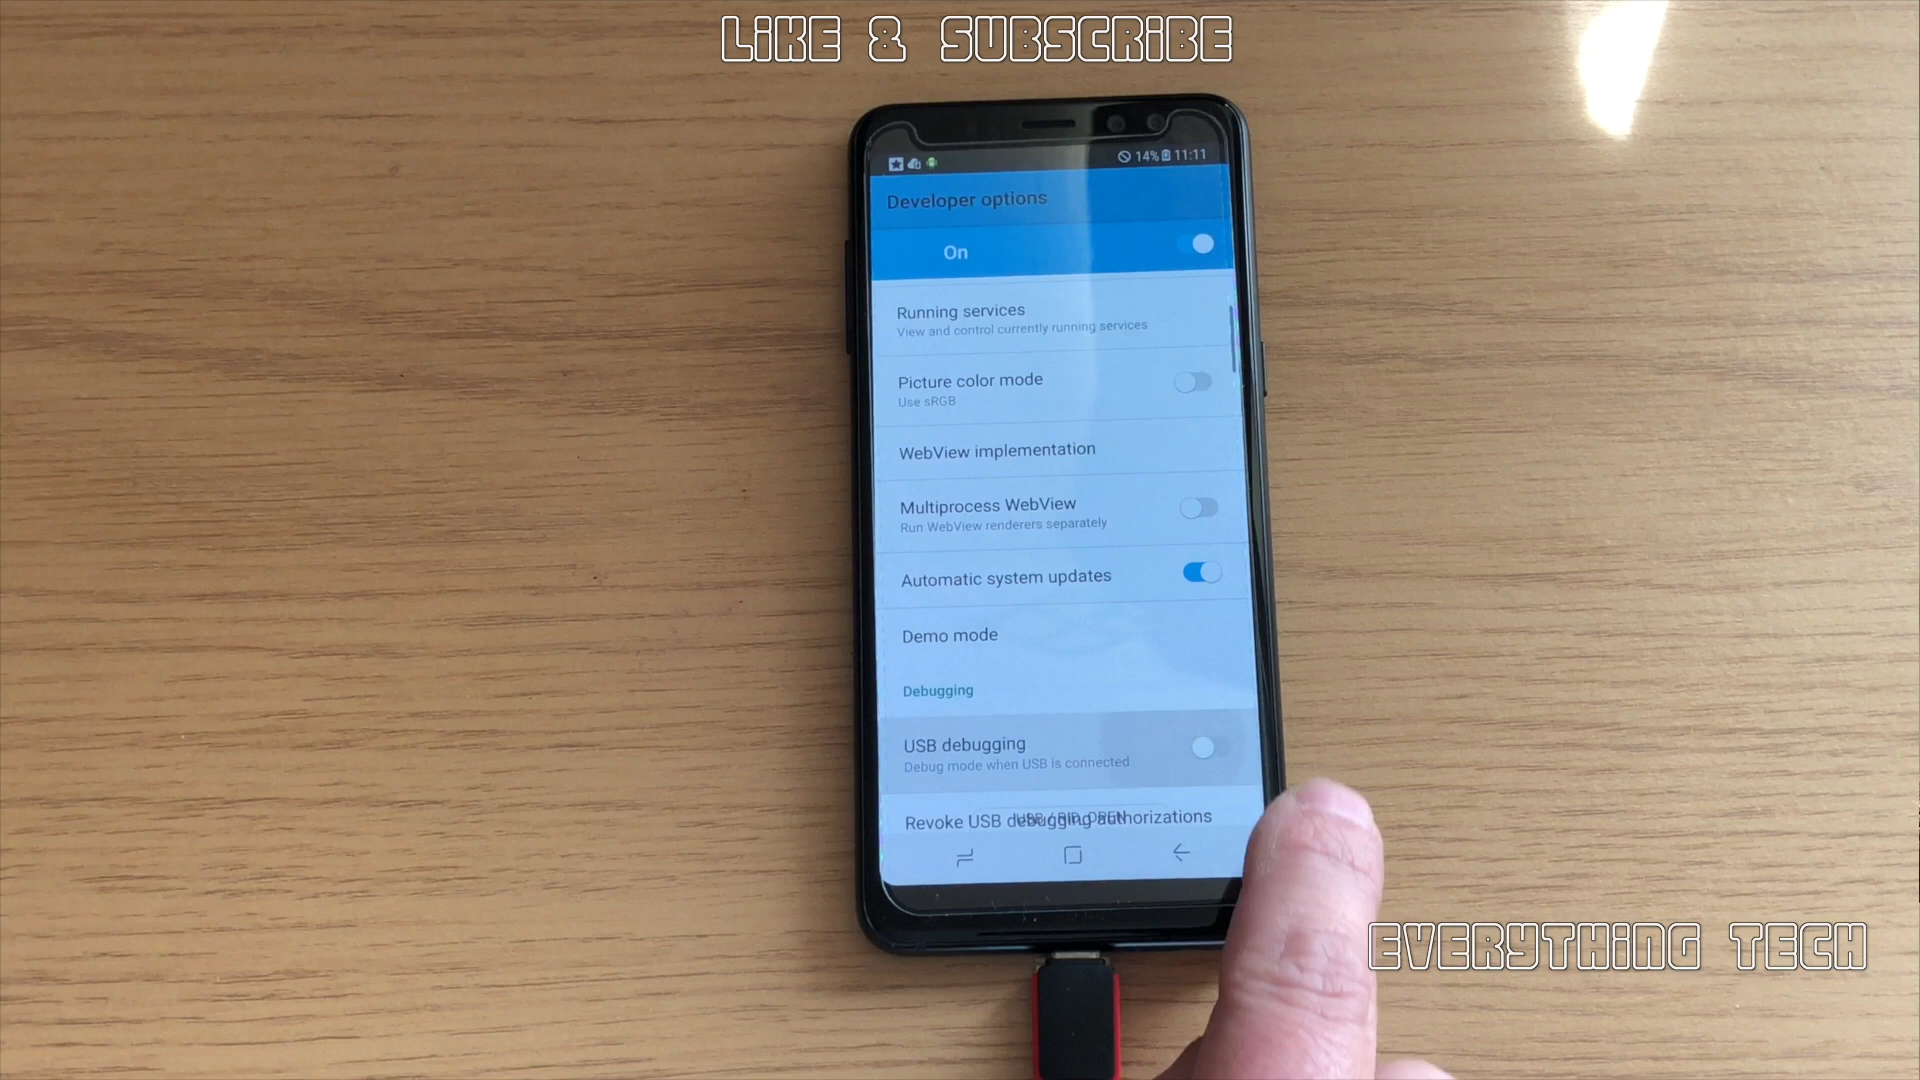 LIKE & SUBSCRIBE
14% 11:11
Developer options
On
Running services
View and control currently running services
Picture color mode
Use sRGB
WebView implementation
Multiprocess WebView
Run WebView renderers separately
Automatic system updates
Demo mode
Debugging
USB debugging
Debug mode when USB is connected
Revoke USB debugging authorizations
EVERYTHING TECH